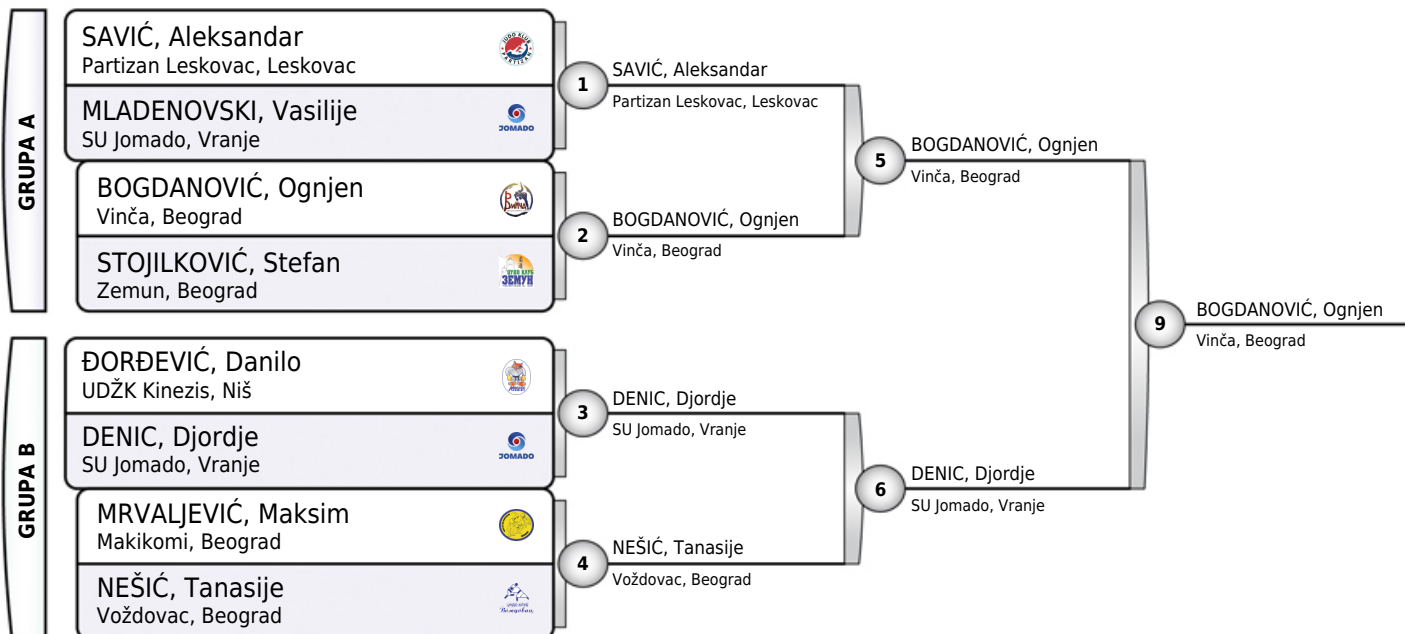 GRUPA A
SAVIĆ, Aleksandar
Partizan Leskovac, Leskovac
MLADENOVSKI, Vasilije
SU Jomado, Vranje
JOMADO
BOGDANOVIĆ, Ognjen
Vinča, Beograd
STOJILKOVIĆ, Stefan
Zemun, Beograd
ЗЕМУН
1
SAVIĆ, Aleksandar
Partizan Leskovac, Leskovac
2
BOGDANOVIĆ, Ognjen
Vinča, Beograd
5
BOGDANOVIĆ, Ognjen
Vinča, Beograd
GRUPA B
ĐORĐEVIĆ, Danilo
UDŽK Kinezis, Niš
DENIC, Djordje
SU Jomado, Vranje
JOMADO
MRVALJEVIĆ, Maksim
Makikomi, Beograd
NEŠIĆ, Tanasije
Voždovac, Beograd
3
DENIC, Djordje
SU Jomado, Vranje
4
NEŠIĆ, Tanasije
Voždovac, Beograd
6
DENIC, Djordje
SU Jomado, Vranje
9
BOGDANOVIĆ, Ognjen
Vinča, Beograd